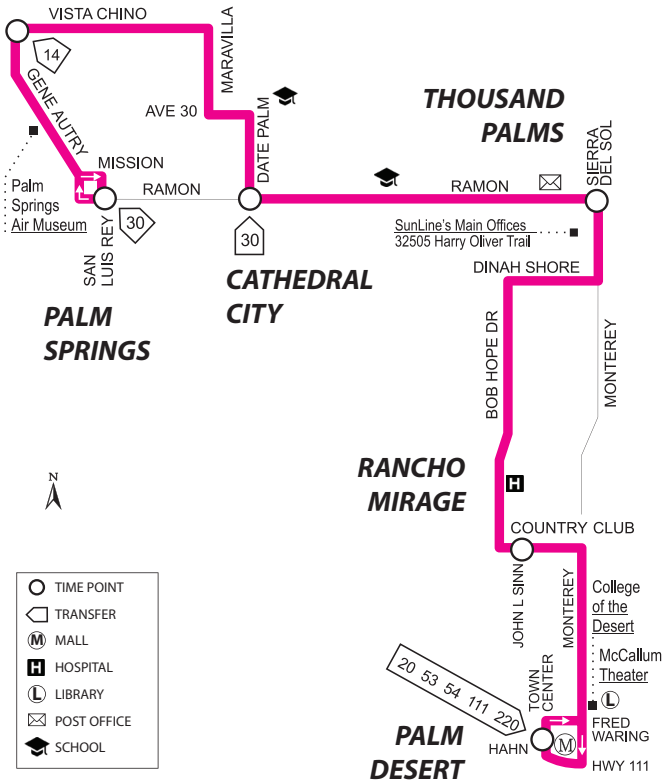 VISTA CHINO
14
MARAVILLA
GENE AUTRY
AVE 30
DATE PALM
THOUSAND
PALMS
MISSION
RAMON
RAMON
SIERRA
DEL SOL
Palm
Springs
Air Museum
30
30
SAN
LUIS REY
SunLine's Main Offices
32505 Harry Oliver Trail
DINAH SHORE
CATHEDRAL
CITY
PALM
SPRINGS
BOB HOPE DR
MONTEREY
N
RANCHO
MIRAGE
H
COUNTRY CLUB
JOHN L SINN
MONTEREY
College
of the
Desert
McCallum
Theater
L
TIME POINT
TRANSFER
M MALL
H HOSPITAL
L LIBRARY
POST OFFICE
SCHOOL
20 53 54 111 220
TOWN
CENTER
FRED
WARING
HAHN
M
HWY 111
PALM
DESERT